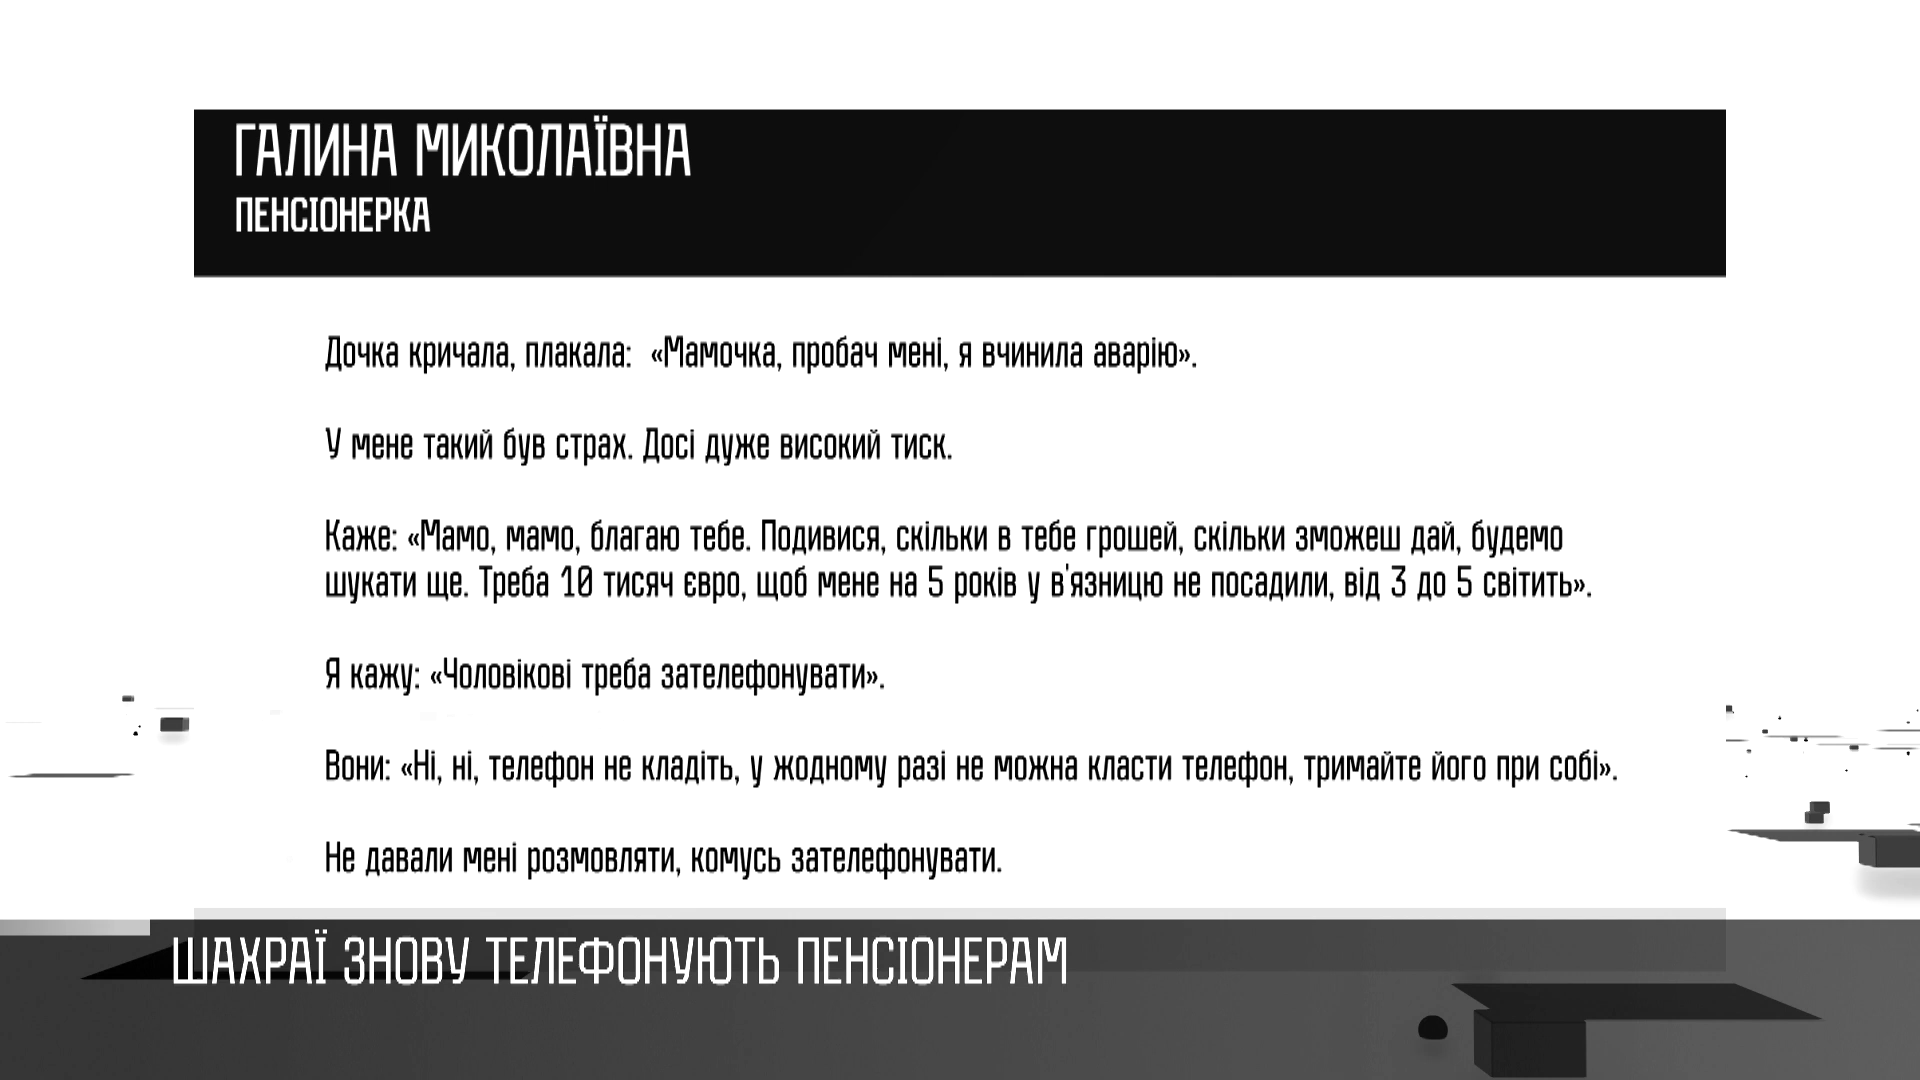 ГАЛИНА МИКОЛАЇВНА
ПЕНСІОНЕРКА
Дочка кричала, плакала: «Мамочка, пробач мені, я вчинила аварію».
У мене такий був страх. Досі дуже високий тиск.
Каже: «Мамо, мамо, благаю тебе. Подивися, скільки в тебе грошей, скільки зможеш дай, будемо
шукати ще. Треба 10 тисяч євро, щоб мене на 5 років у в'язницю не посадили, від 3 до 5 світить».
Я кажу: «Чоловікові треба зателефонувати».
Вони: «Ні, ні, телефон не кладіть, у жодному разі не можна класти телефон, тримайте його при собі».
Не давали мені розмовляти, комусь зателефонувати.
ШАХРАЇ ЗНОВУ ТЕЛЕФОНУЮТЬ ПЕНСІОНЕРАМ